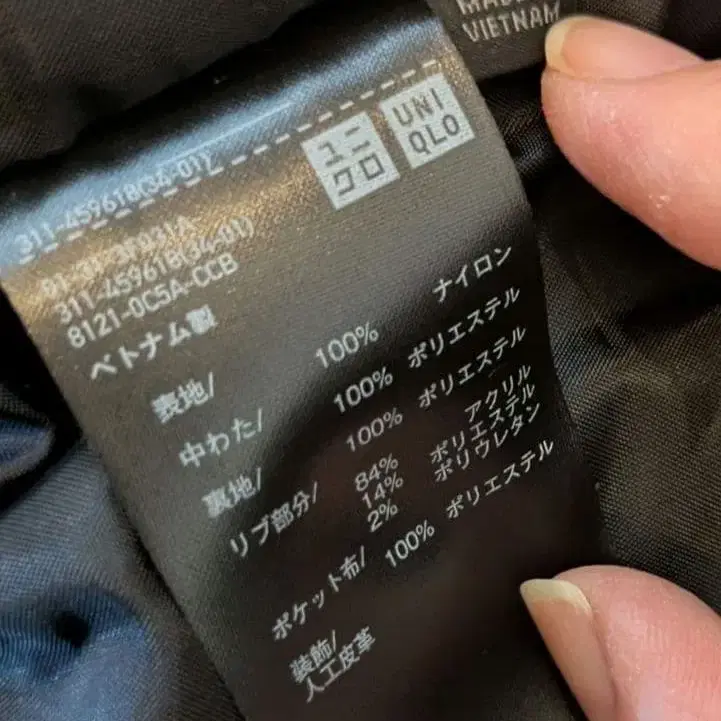 VIETNAM
ユニ
クロ
UNI
QLO
311-459618(34-01)
311-459618(34-01)
8121-0C5A-CCB
ベトナム製
表地/ 100% ナイロン
中わた/ 100% ポリエステル
裏地/ 100% ポリエステル
リブ部分/ 84% アクリル
14% ポリエステル
2% ポリウレタン
ポケット布/ 100% ポリエステル
装飾/
人工皮革